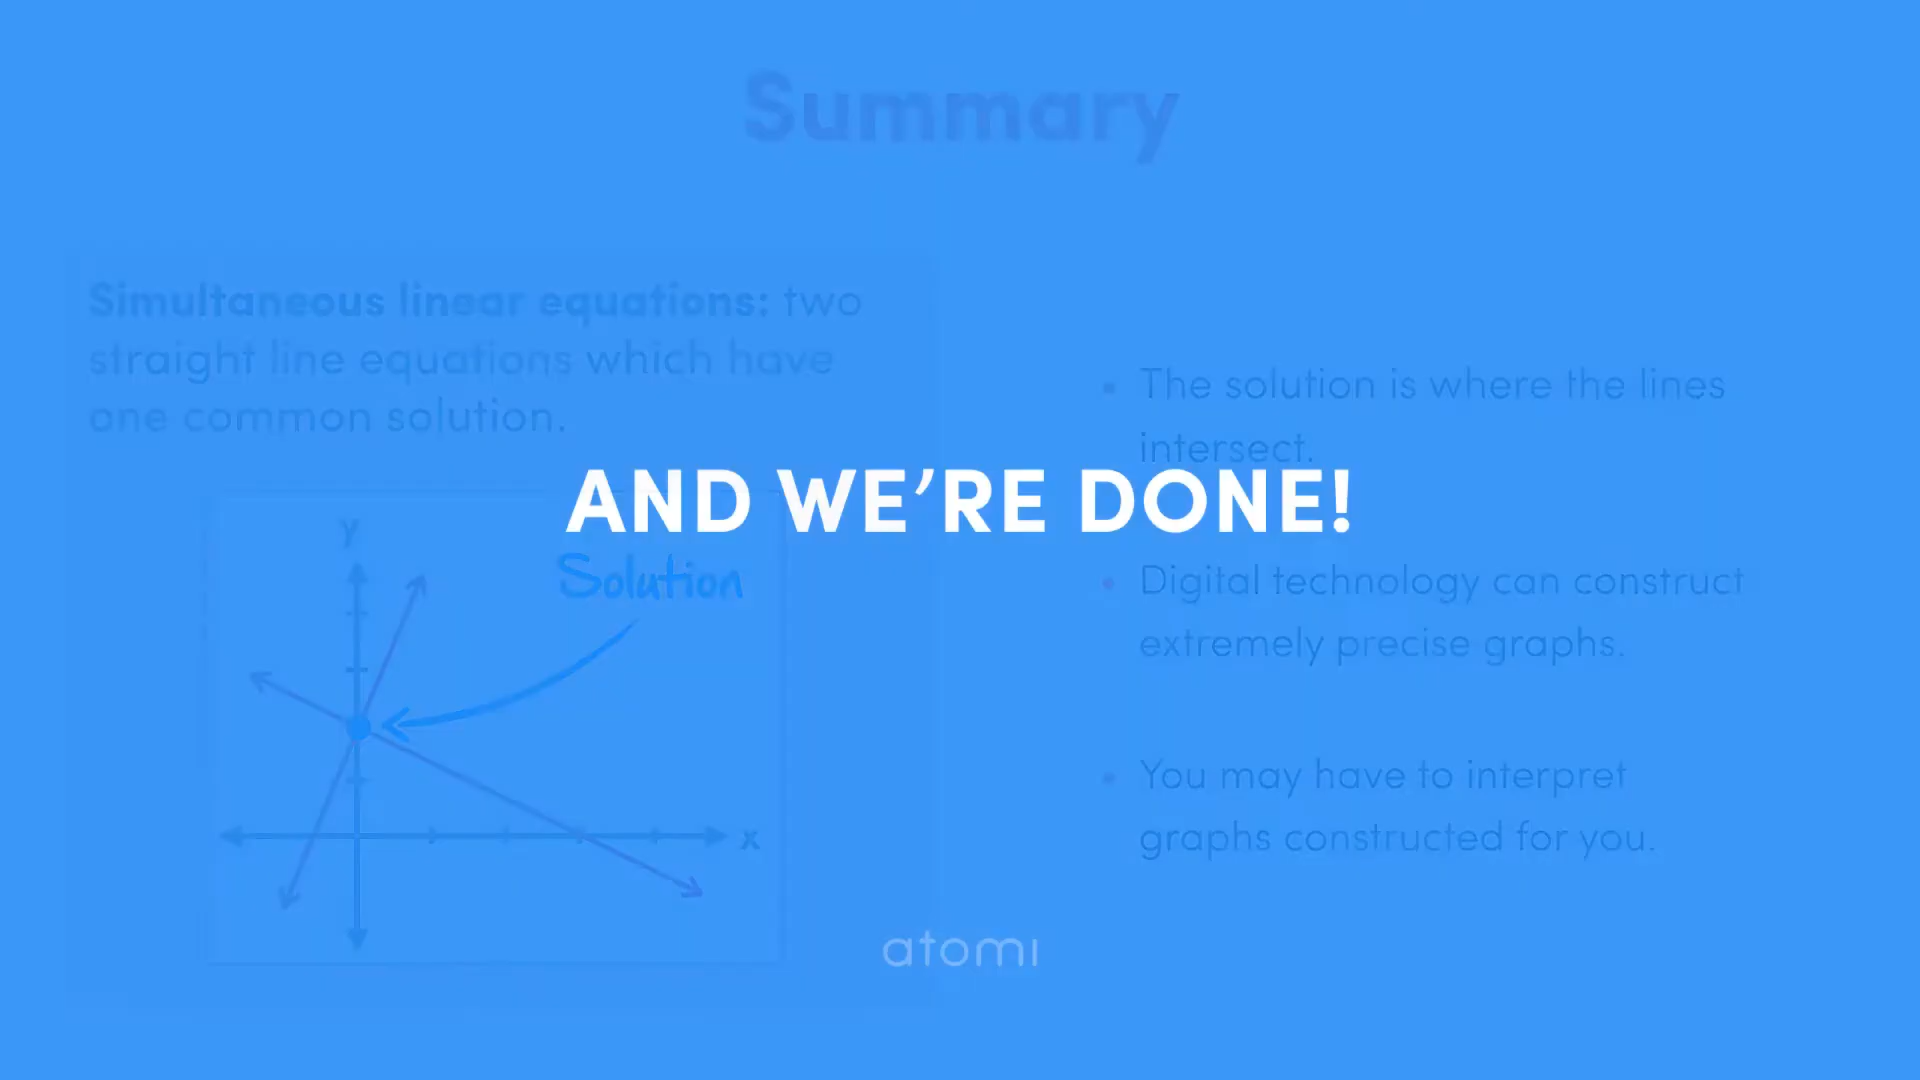 Summary
Simultaneous linear equations: two
straight line equations which have
one common solution.
• The solution is where the lines
intersect.
AND WE’RE DONE!
Y
Solution
• Digital technology can construct
extremely precise graphs.
• You may have to interpret
graphs constructed for you.
x
atomi